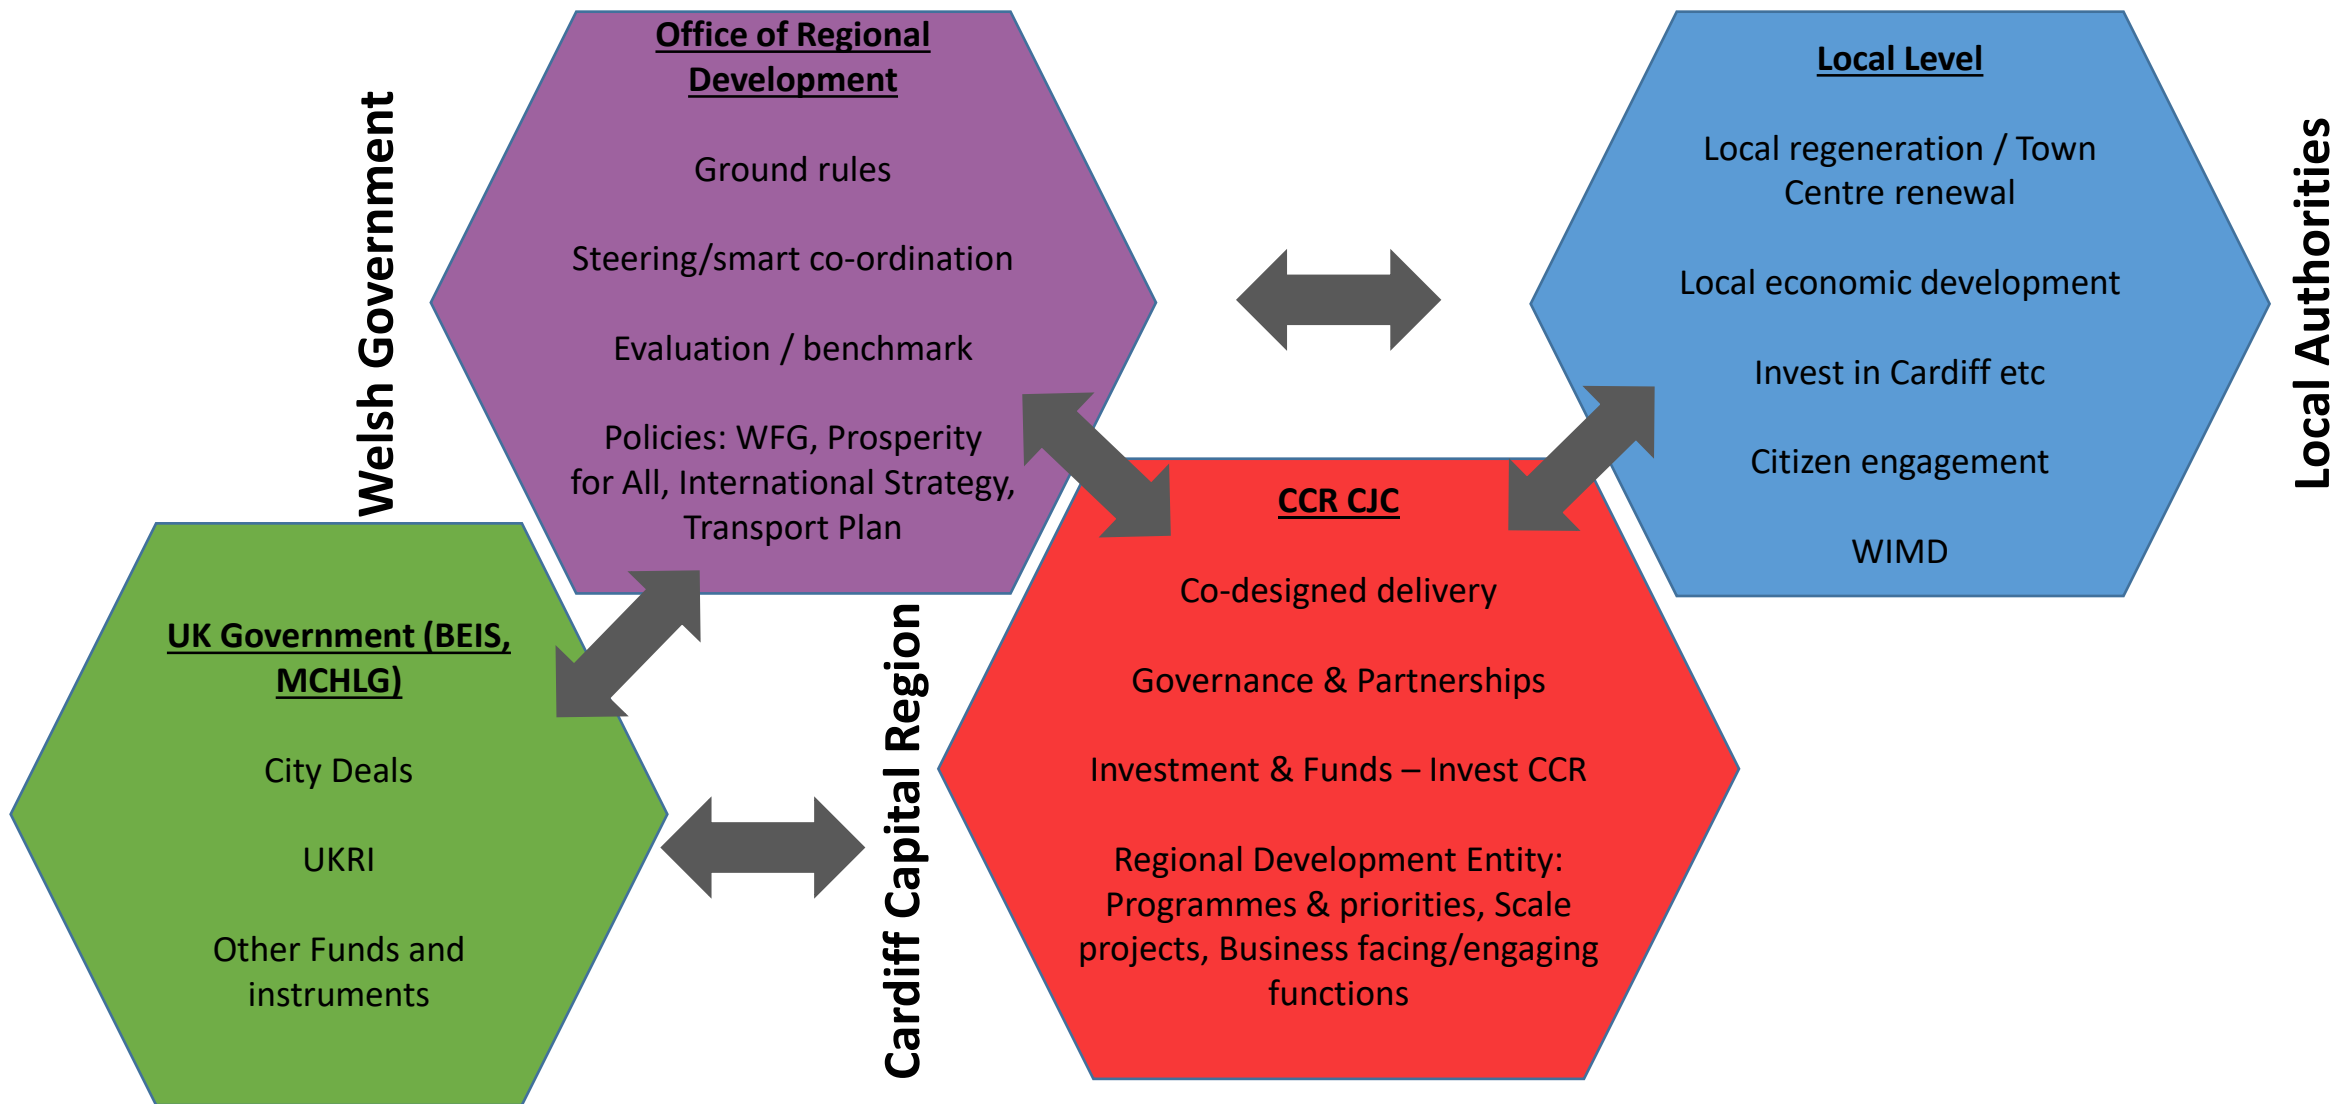 Welsh Government
Office of Regional
Development
Ground rules
Steering/smart co-ordination
Evaluation / benchmark
Policies: WFG, Prosperity
for All, International Strategy,
Transport Plan
Local Level
Local regeneration / Town
Centre renewal
Local economic development
Invest in Cardiff etc
Citizen engagement
WIMD
Local Authorities
UK Government (BEIS,
MCHLG)
City Deals
UKRI
Other Funds and
instruments
Cardiff Capital Region
CCR CJC
Co-designed delivery
Governance & Partnerships
Investment & Funds – Invest CCR
Regional Development Entity:
Programmes & priorities, Scale
projects, Business facing/engaging
functions